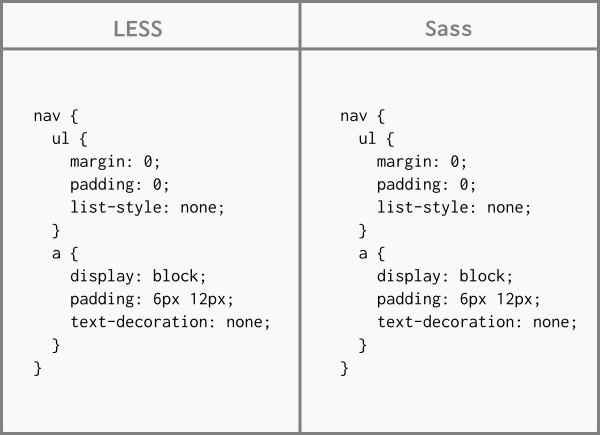 LESS
nav {
  ul {
    margin: 0;
    padding: 0;
    list-style: none;
  }
  a {
    display: block;
    padding: 6px 12px;
    text-decoration: none;
  }
}
Sass
nav {
  ul {
    margin: 0;
    padding: 0;
    list-style: none;
  }
  a {
    display: block;
    padding: 6px 12px;
    text-decoration: none;
  }
}